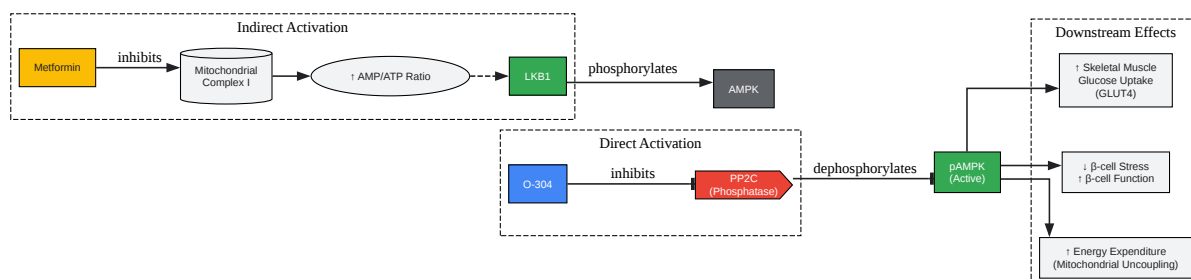 Indirect Activation
Metformin
inhibits
Mitochondrial
Complex I
↑ AMP/ATP Ratio
LKB1
phosphorylates
AMPK
Direct Activation
O-304
inhibits
PP2C
(Phosphatase)
dephosphorylates
pAMPK
(Active)
Downstream Effects
↑ Skeletal Muscle
Glucose Uptake
(GLUT4)
↓ β-cell Stress
↑ β-cell Function
↑ Energy Expenditure
(Mitochondrial Uncoupling)